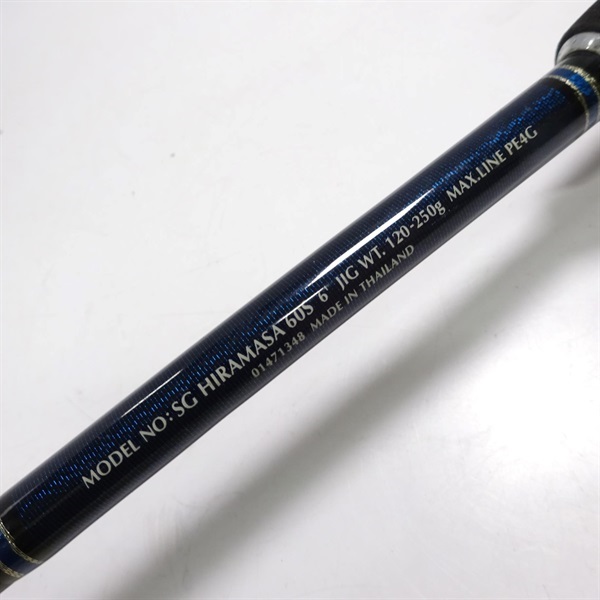 MODEL NO: SG HIRAMASA 60S 6' JIG WT. 120-250g MAX.LINE PE4G
01471348 MADE IN THAILAND